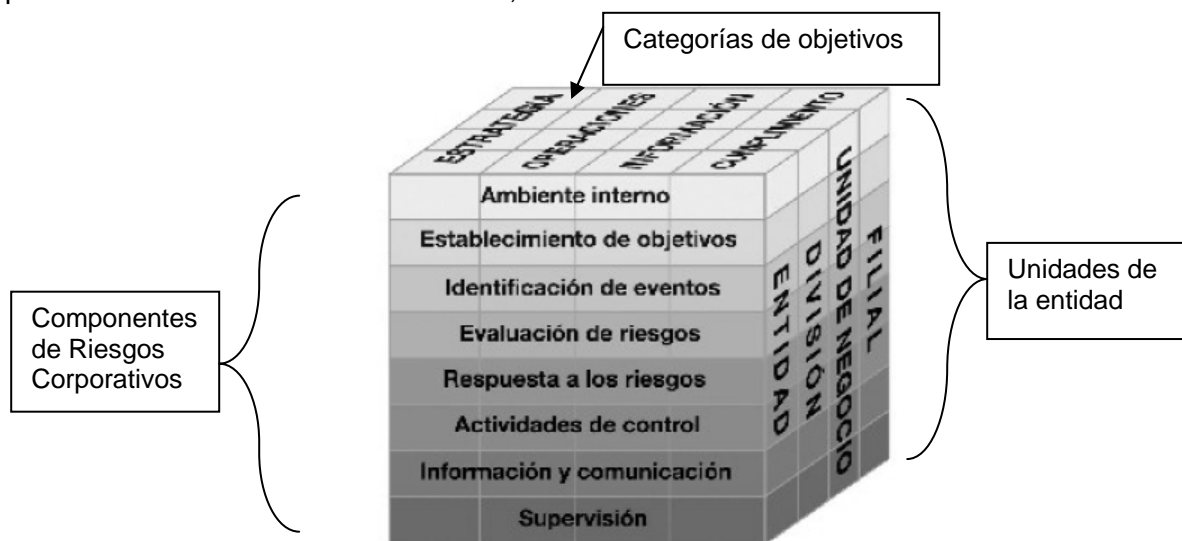 Categorías de objetivos
ESTRATEGIA
OPERACIONES
INFORMACIÓN
CUMPLIMIENTO
Ambiente interno
Establecimiento de objetivos
Identificación de eventos
Evaluación de riesgos
Respuesta a los riesgos
Actividades de control
Información y comunicación
Supervisión
ENTIDAD
DIVISIÓN
UNIDAD DE NEGOCIO
FILIAL
Componentes
de Riesgos
Corporativos
Unidades de
la entidad